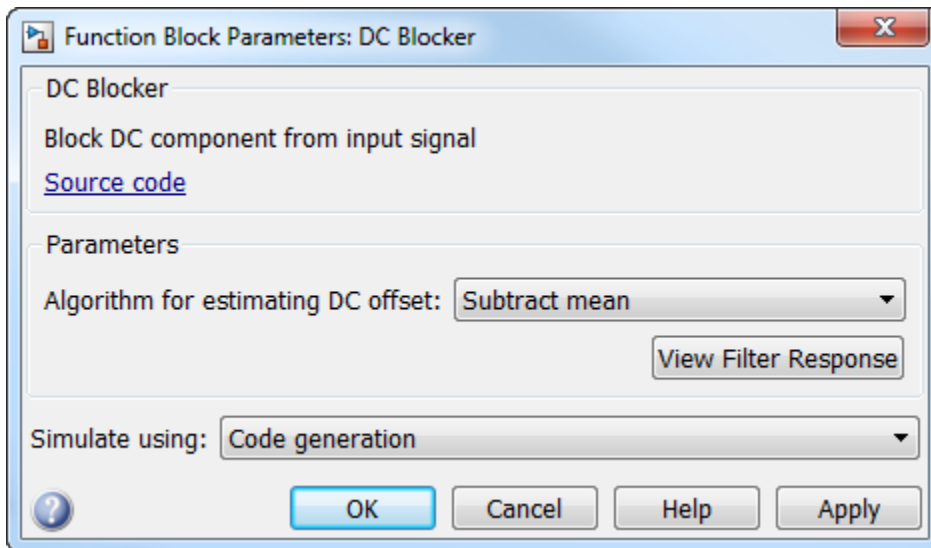 Function Block Parameters: DC Blocker
DC Blocker
Block DC component from input signal
Source code
Parameters
Algorithm for estimating DC offset: Subtract mean
View Filter Response
Simulate using: Code generation
? OK Cancel Help Apply